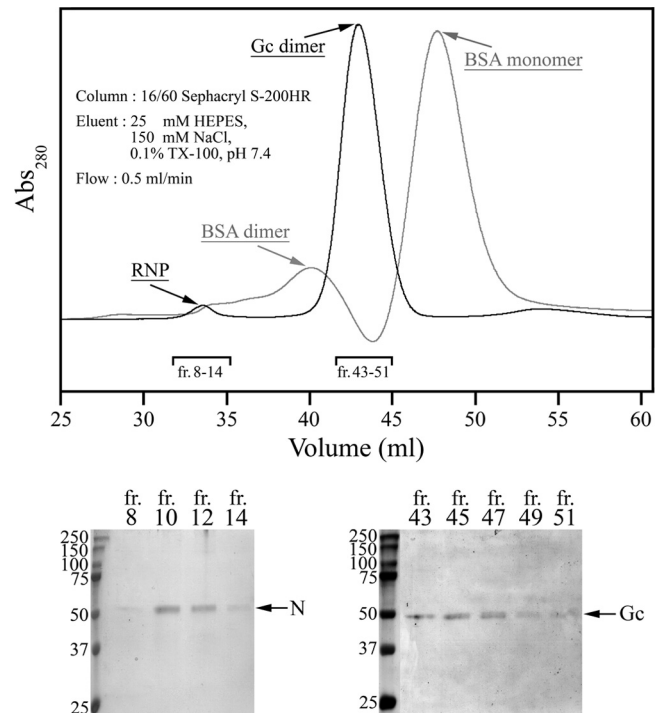 Gc dimer
BSA monomer
Column : 16/60 Sephacryl S-200HR
Eluent : 25 mM HEPES,
150 mM NaCl,
0.1% TX-100, pH 7.4
Flow : 0.5 ml/min
Abs280
BSA dimer
RNP
fr. 8-14
fr. 43-51
25 30 35 40 45 50 55 60
Volume (ml)
fr. fr. fr. fr.
8 10 12 14
250
150
100
75
50
37
25
N
fr. fr. fr. fr. fr.
43 45 47 49 51
250
150
100
75
50
37
25
Gc